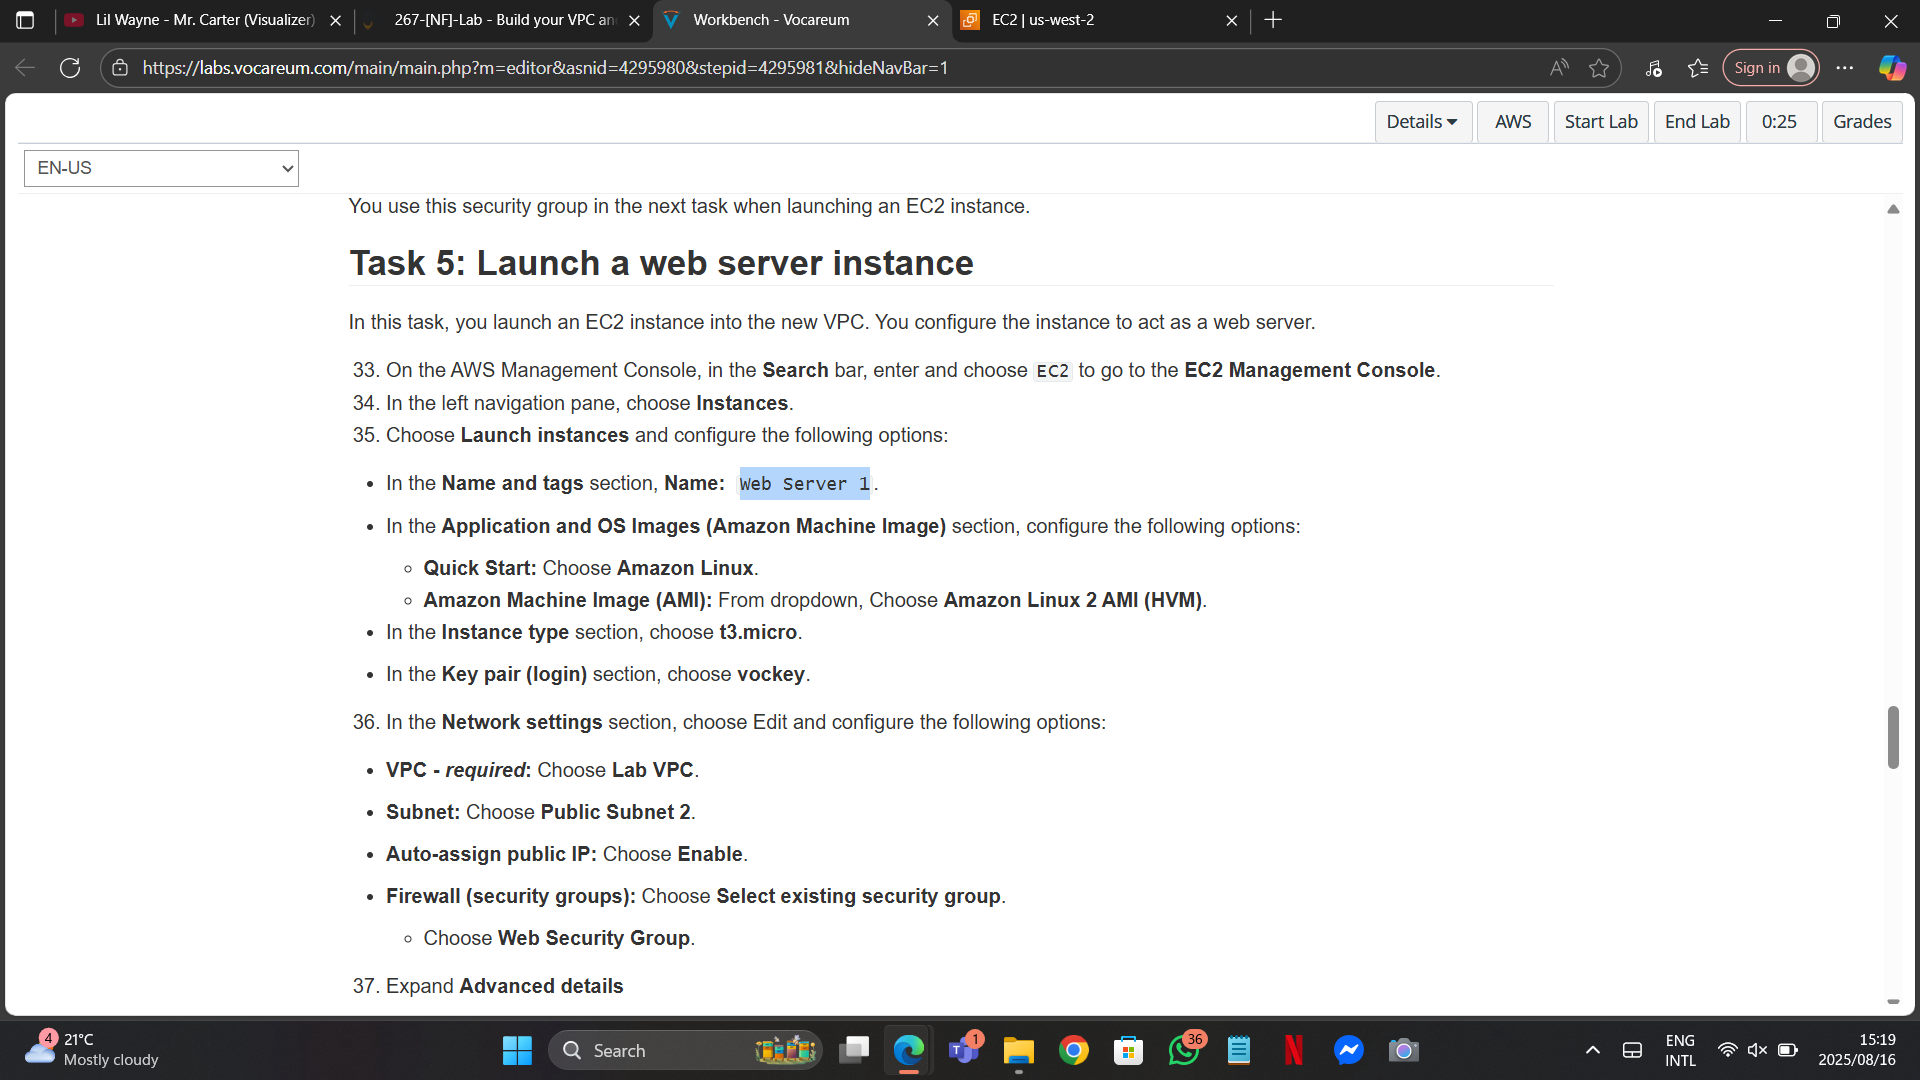 Lil Wayne - Mr. Carter (Visualizer)
267-[NF]-Lab - Build your VPC an
Workbench - Vocareum
EC2 | us-west-2
https://labs.vocareum.com/main/main.php?m=editor&asnid=4295980&stepid=4295981&hideNavBar=1
Sign in
Details
AWS
Start Lab
End Lab
0:25
Grades
EN-US
You use this security group in the next task when launching an EC2 instance.
Task 5: Launch a web server instance
In this task, you launch an EC2 instance into the new VPC. You configure the instance to act as a web server.
33. On the AWS Management Console, in the Search bar, enter and choose EC2 to go to the EC2 Management Console.
34. In the left navigation pane, choose Instances.
35. Choose Launch instances and configure the following options:
• In the Name and tags section, Name: Web Server 1.
• In the Application and OS Images (Amazon Machine Image) section, configure the following options:
◦ Quick Start: Choose Amazon Linux.
◦ Amazon Machine Image (AMI): From dropdown, Choose Amazon Linux 2 AMI (HVM).
• In the Instance type section, choose t3.micro.
• In the Key pair (login) section, choose vockey.
36. In the Network settings section, choose Edit and configure the following options:
• VPC - required: Choose Lab VPC.
• Subnet: Choose Public Subnet 2.
• Auto-assign public IP: Choose Enable.
• Firewall (security groups): Choose Select existing security group.
◦ Choose Web Security Group.
37. Expand Advanced details
4
21°C
Mostly cloudy
Search
1
36
ENG
INTL
15:19
2025/08/16